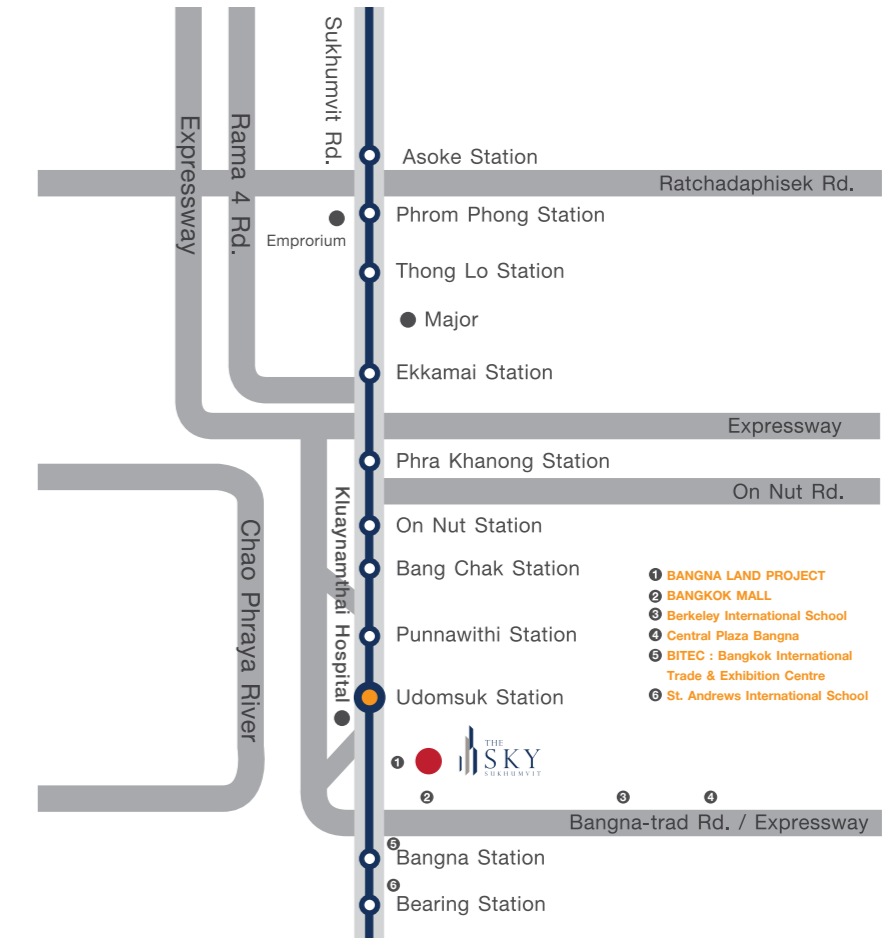 Sukhumvit Rd.
Expressway
Rama 4 Rd.
Asoke Station
Ratchadaphisek Rd.
Phrom Phong Station
Emprorium
Thong Lo Station
Major
Ekkamai Station
Expressway
Phra Khanong Station
On Nut Rd.
Kluaynamthai Hospital
On Nut Station
Chao Phraya River
Bang Chak Station
1 BANGNA LAND PROJECT
2 BANGKOK MALL
3 Berkeley International School
4 Central Plaza Bangna
5 BITEC : Bangkok International
Trade & Exhibition Centre
6 St. Andrews International School
Punnawithi Station
Udomsuk Station
THE
SKY
SUKHUMVIT
1
2
3
4
Bangna-trad Rd. / Expressway
5
Bangna Station
6
Bearing Station